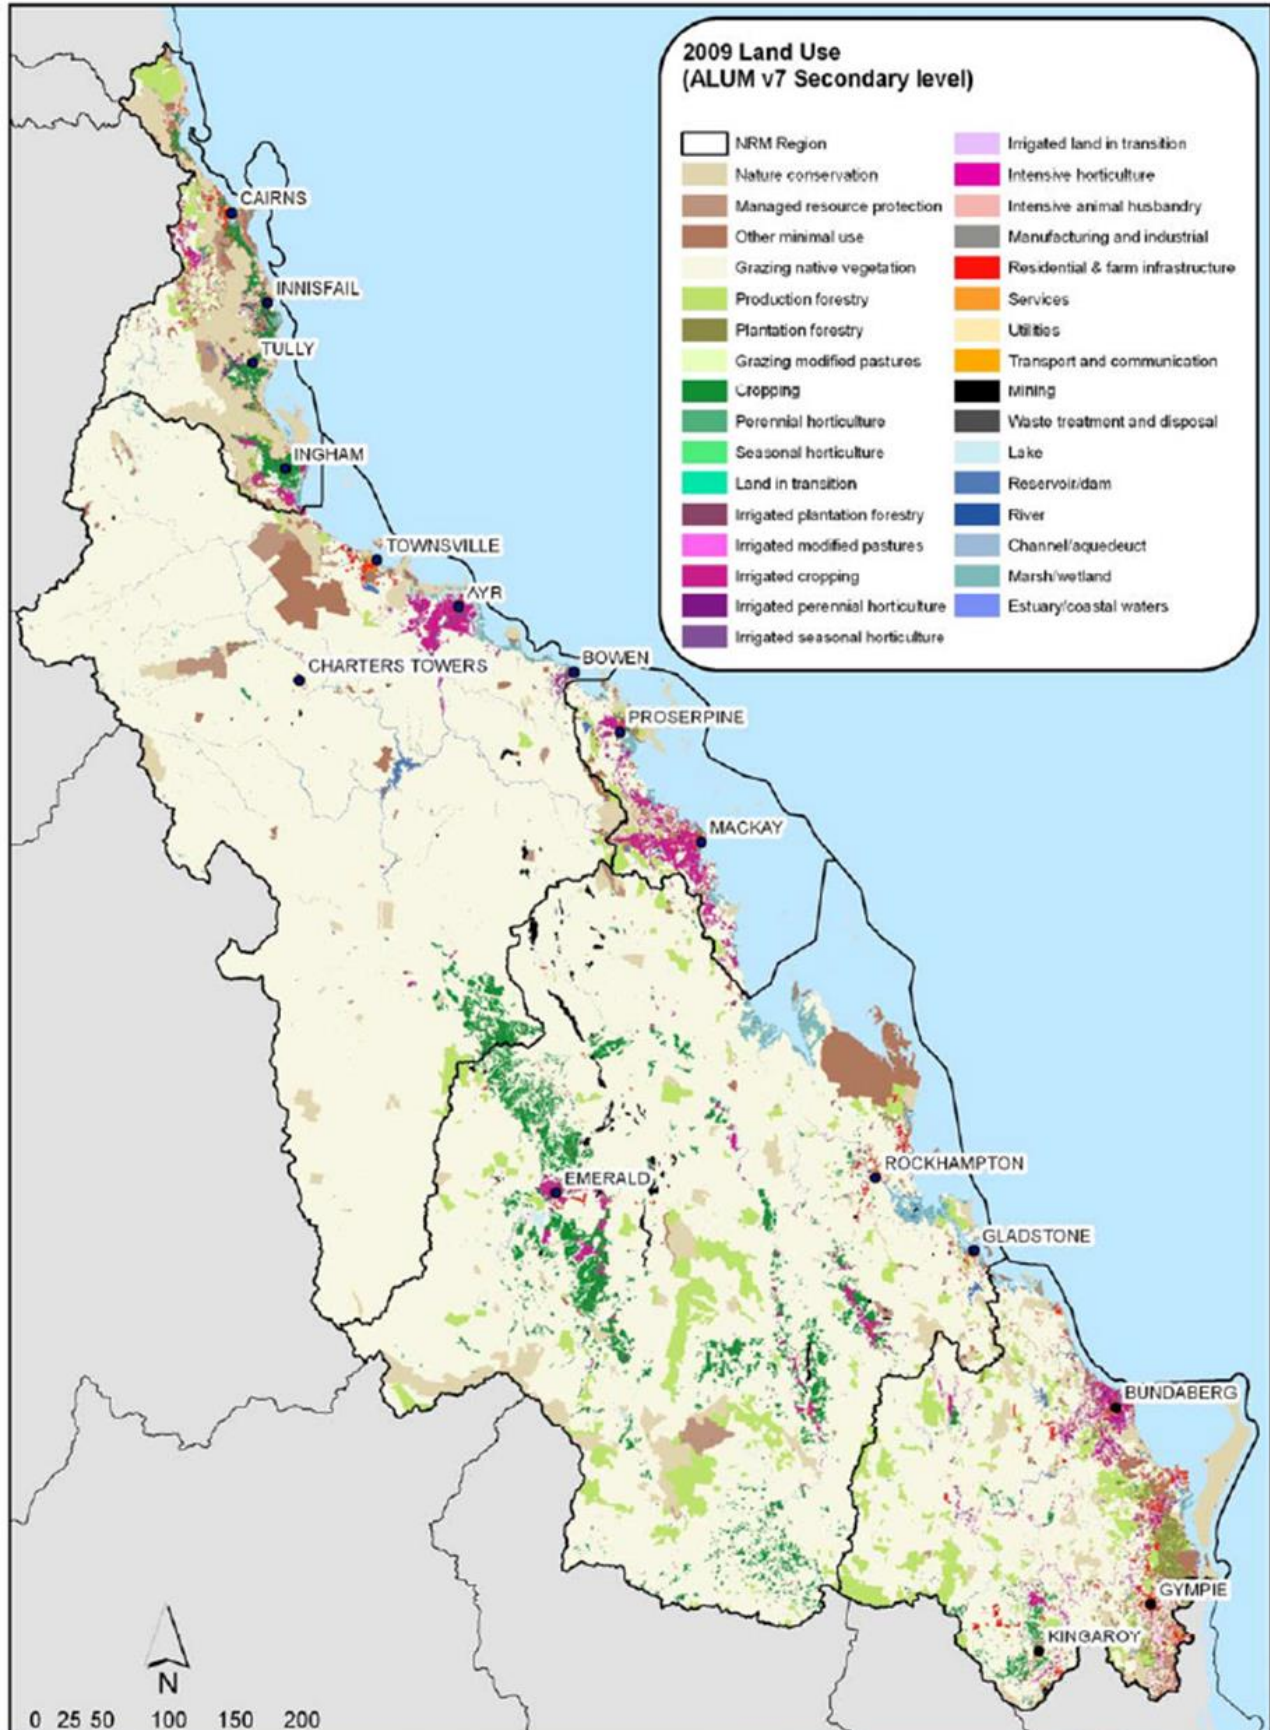 2009 Land Use
(ALUM v7 Secondary level)
NRM Region
Nature conservation
Managed resource protection
Other minimal use
Grazing native vegetation
Production forestry
Plantation forestry
Grazing modified pastures
Cropping
Perennial horticulture
Seasonal horticulture
Land in transition
Irrigated plantation forestry
Irrigated modified pastures
Irrigated cropping
Irrigated perennial horticulture
Irrigated seasonal horticulture
Irrigated land in transition
Intensive horticulture
Intensive animal husbandry
Manufacturing and industrial
Residential & farm infrastructure
Services
Utilities
Transport and communication
Mining
Waste treatment and disposal
Lake
Reservoir/dam
River
Channel/aquedeuct
Marsh/wetland
Estuary/coastal waters
CAIRNS
INNISFAIL
TULLY
INGHAM
TOWNSVILLE
AYR
BOWEN
CHARTERS TOWERS
PROSERPINE
MACKAY
ROCKHAMPTON
EMERALD
GLADSTONE
BUNDABERG
GYMPIE
KINGAROY
N
0 25 50 100 150 200